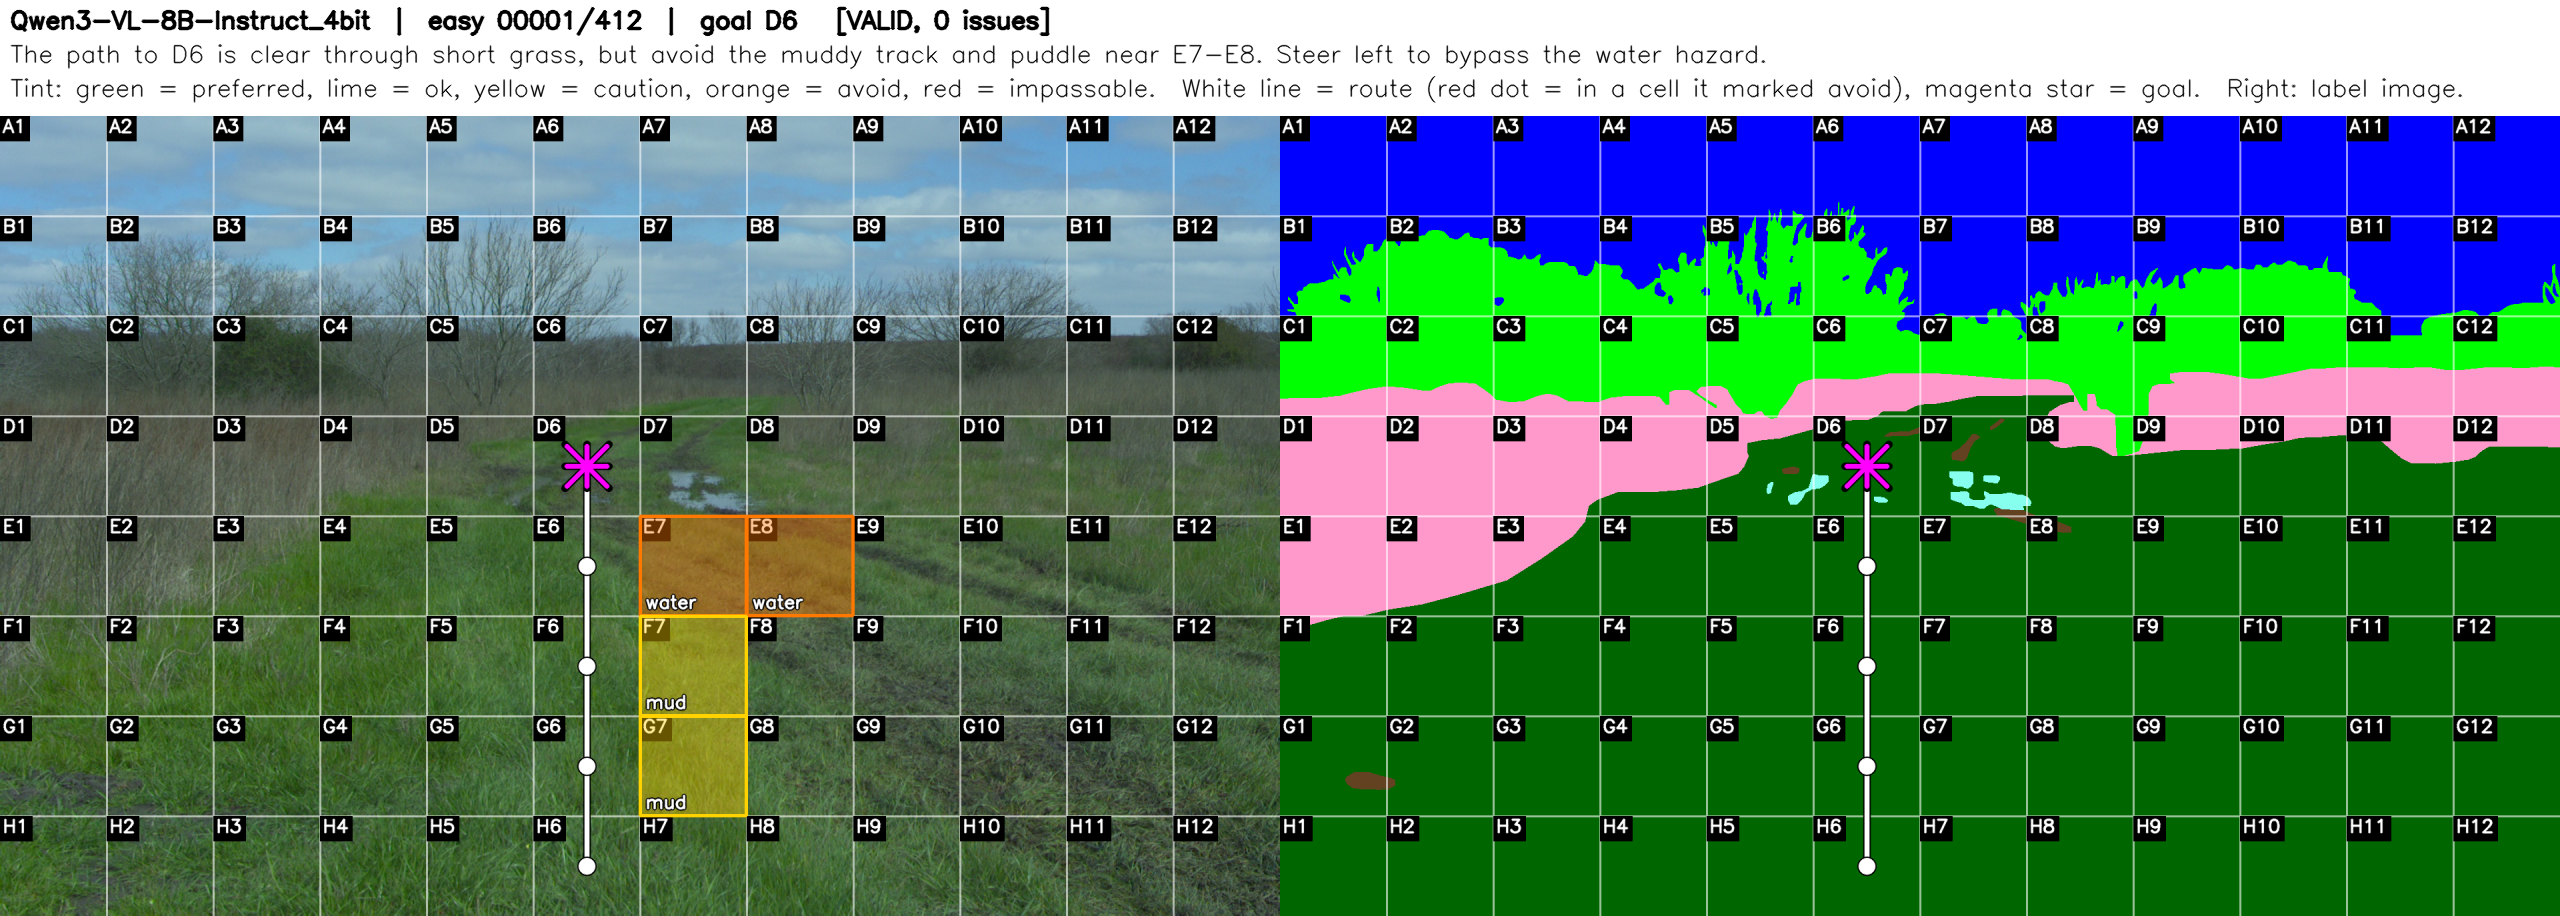 Qwen3-VL-8B-Instruct_4bit | easy 00001/412 | goal D6 [VALID, 0 issues]
The path to D6 is clear through short grass, but avoid the muddy track and puddle near E7-E8. Steer left to bypass the water hazard.
Tint: green = preferred, lime = ok, yellow = caution, orange = avoid, red = impassable. White line = route (red dot = in a cell it marked avoid), magenta star = goal. Right: label image.
A1 A2 A3 A4 A5 A6 A7 A8 A9 A10 A11 A12 A1 A2 A3 A4 A5 A6 A7 A8 A9 A10 A11 A12
B1 B2 B3 B4 B5 B6 B7 B8 B9 B10 B11 B12 B1 B2 B3 B4 B5 B6 B7 B8 B9 B10 B11 B12
C1 C2 C3 C4 C5 C6 C7 C8 C9 C10 C11 C12 C1 C2 C3 C4 C5 C6 C7 C8 C9 C10 C11 C12
D1 D2 D3 D4 D5 D6 D7 D8 D9 D10 D11 D12 D1 D2 D3 D4 D5 D6 D7 D8 D9 D10 D11 D12
E1 E2 E3 E4 E5 E6 E7 E8 E9 E10 E11 E12 E1 E2 E3 E4 E5 E6 E7 E8 E9 E10 E11 E12
water water
F1 F2 F3 F4 F5 F6 F7 F8 F9 F10 F11 F12 F1 F2 F3 F4 F5 F6 F7 F8 F9 F10 F11 F12
mud
G1 G2 G3 G4 G5 G6 G7 G8 G9 G10 G11 G12 G1 G2 G3 G4 G5 G6 G7 G8 G9 G10 G11 G12
mud
H1 H2 H3 H4 H5 H6 H7 H8 H9 H10 H11 H12 H1 H2 H3 H4 H5 H6 H7 H8 H9 H10 H11 H12